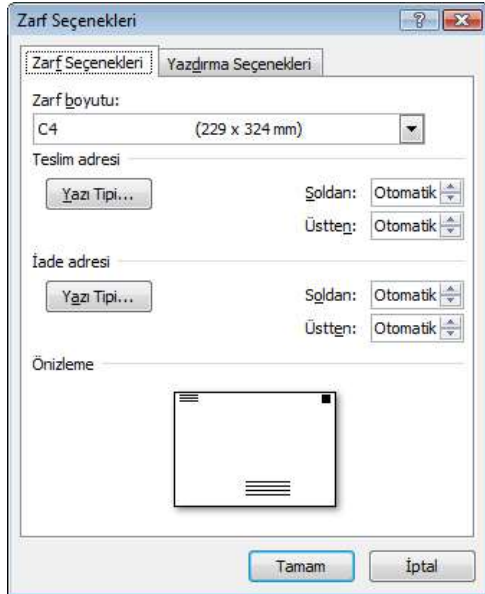 Zarf Seçenekleri
Zarf Seçenekleri Yazdırma Seçenekleri
Zarf boyutu:
C4 (229 x 324 mm)
Teslim adresi
Yazı Tipi... Soldan: Otomatik
Üstten: Otomatik
İade adresi
Yazı Tipi... Soldan: Otomatik
Üstten: Otomatik
Önizleme
Tamam İptal